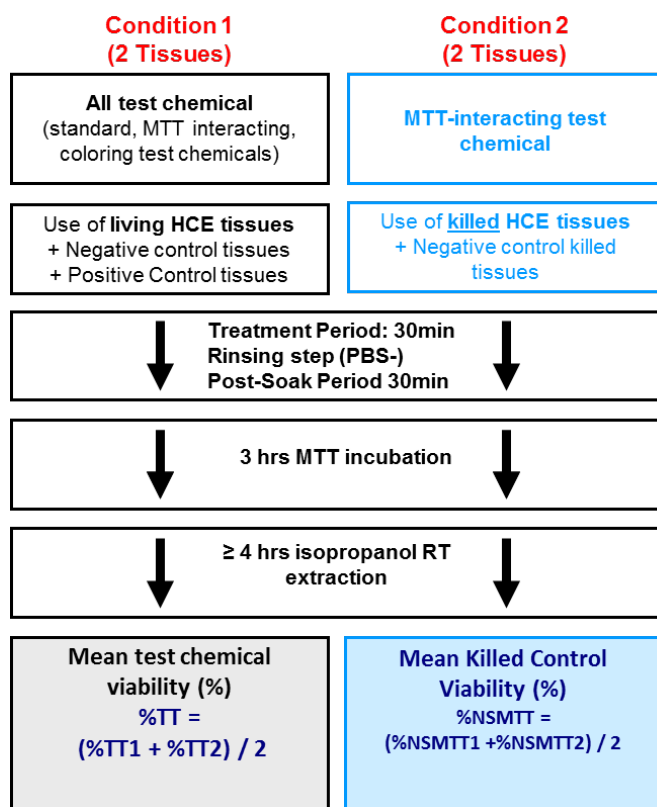 Condition 1
(2 Tissues)
Condition 2
(2 Tissues)
All test chemical
(standard, MTT interacting,
coloring test chemicals)
MTT-interacting test
chemical
Use of living HCE tissues
+ Negative control tissues
+ Positive Control tissues
Use of killed HCE tissues
+ Negative control killed
tissues
Treatment Period: 30min
Rinsing step (PBS-)
Post-Soak Period 30min
3 hrs MTT incubation
≥ 4 hrs isopropanol RT
extraction
Mean test chemical
viability (%)
%TT =
(%TT1 + %TT2) / 2
Mean Killed Control
Viability (%)
%NSMTT =
(%NSMTT1 +%NSMTT2) / 2